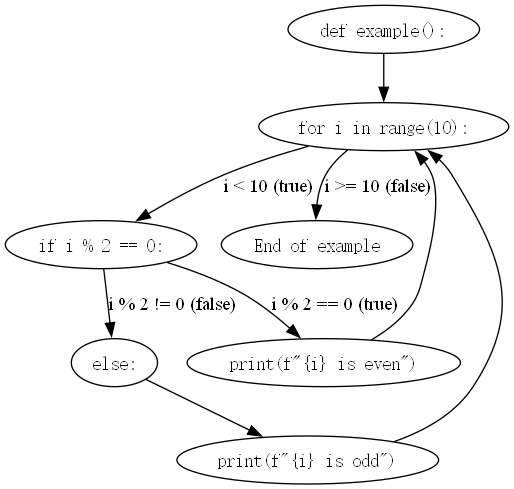 def example():
for i in range(10):
i < 10 (true)
i >= 10 (false)
if i % 2 == 0:
End of example
i % 2 != 0 (false)
i % 2 == 0 (true)
else:
print(f"{i} is even")
print(f"{i} is odd")